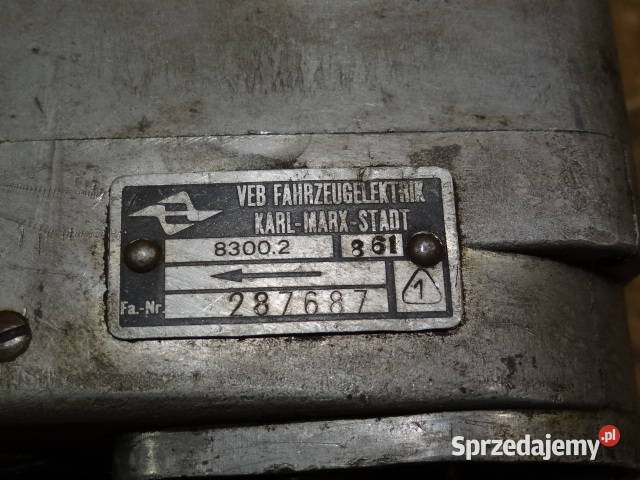 VEB FAHRZEUGELEKTRIK
KARL-MARX-STADT
8300.2 861
1
Fa.-Nr. 287687
Sprzedajemy.pl